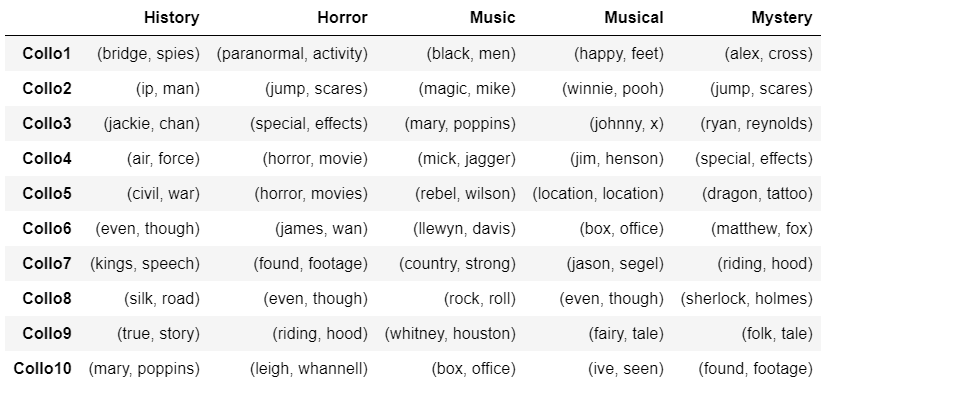 History Horror Music Musical Mystery
Collo1 (bridge, spies) (paranormal, activity) (black, men) (happy, feet) (alex, cross)
Collo2 (ip, man) (jump, scares) (magic, mike) (winnie, pooh) (jump, scares)
Collo3 (jackie, chan) (special, effects) (mary, poppins) (johnny, x) (ryan, reynolds)
Collo4 (air, force) (horror, movie) (mick, jagger) (jim, henson) (special, effects)
Collo5 (civil, war) (horror, movies) (rebel, wilson) (location, location) (dragon, tattoo)
Collo6 (even, though) (james, wan) (llewyn, davis) (box, office) (matthew, fox)
Collo7 (kings, speech) (found, footage) (country, strong) (jason, segel) (riding, hood)
Collo8 (silk, road) (even, though) (rock, roll) (even, though) (sherlock, holmes)
Collo9 (true, story) (riding, hood) (whitney, houston) (fairy, tale) (folk, tale)
Collo10 (mary, poppins) (leigh, whannell) (box, office) (ive, seen) (found, footage)